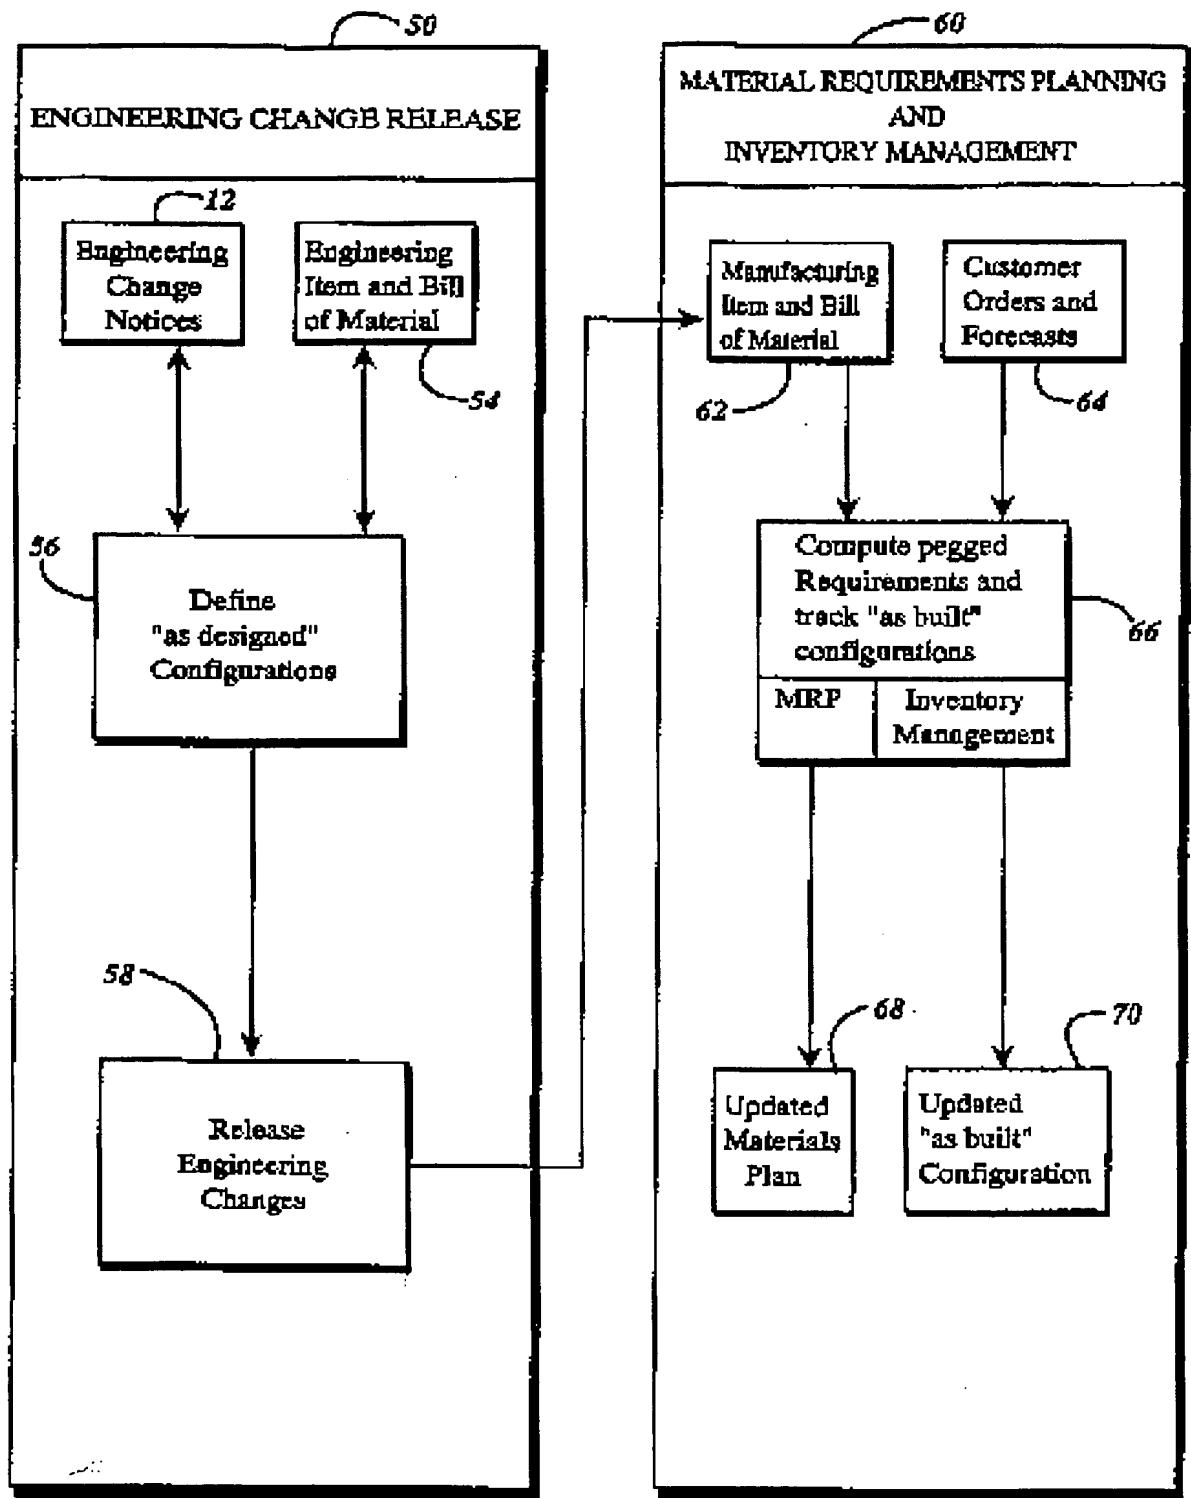 50
ENGINEERING CHANGE RELEASE
12
Engineering
Change
Notices
Engineering
Item and Bill
of Material
54
56
Define
"as designed"
Configurations
58
Release
Engineering
Changes
60
MATERIAL REQUIREMENTS PLANNING
AND
INVENTORY MANAGEMENT
Manufacturing
Item and Bill
of Material
62
Customer
Orders and
Forecasts
64
Compute pegged
Requirements and
track "as built"
configurations
66
MRP
Inventory
Management
68
Updated
Materials
Plan
70
Updated
"as built"
Configuration